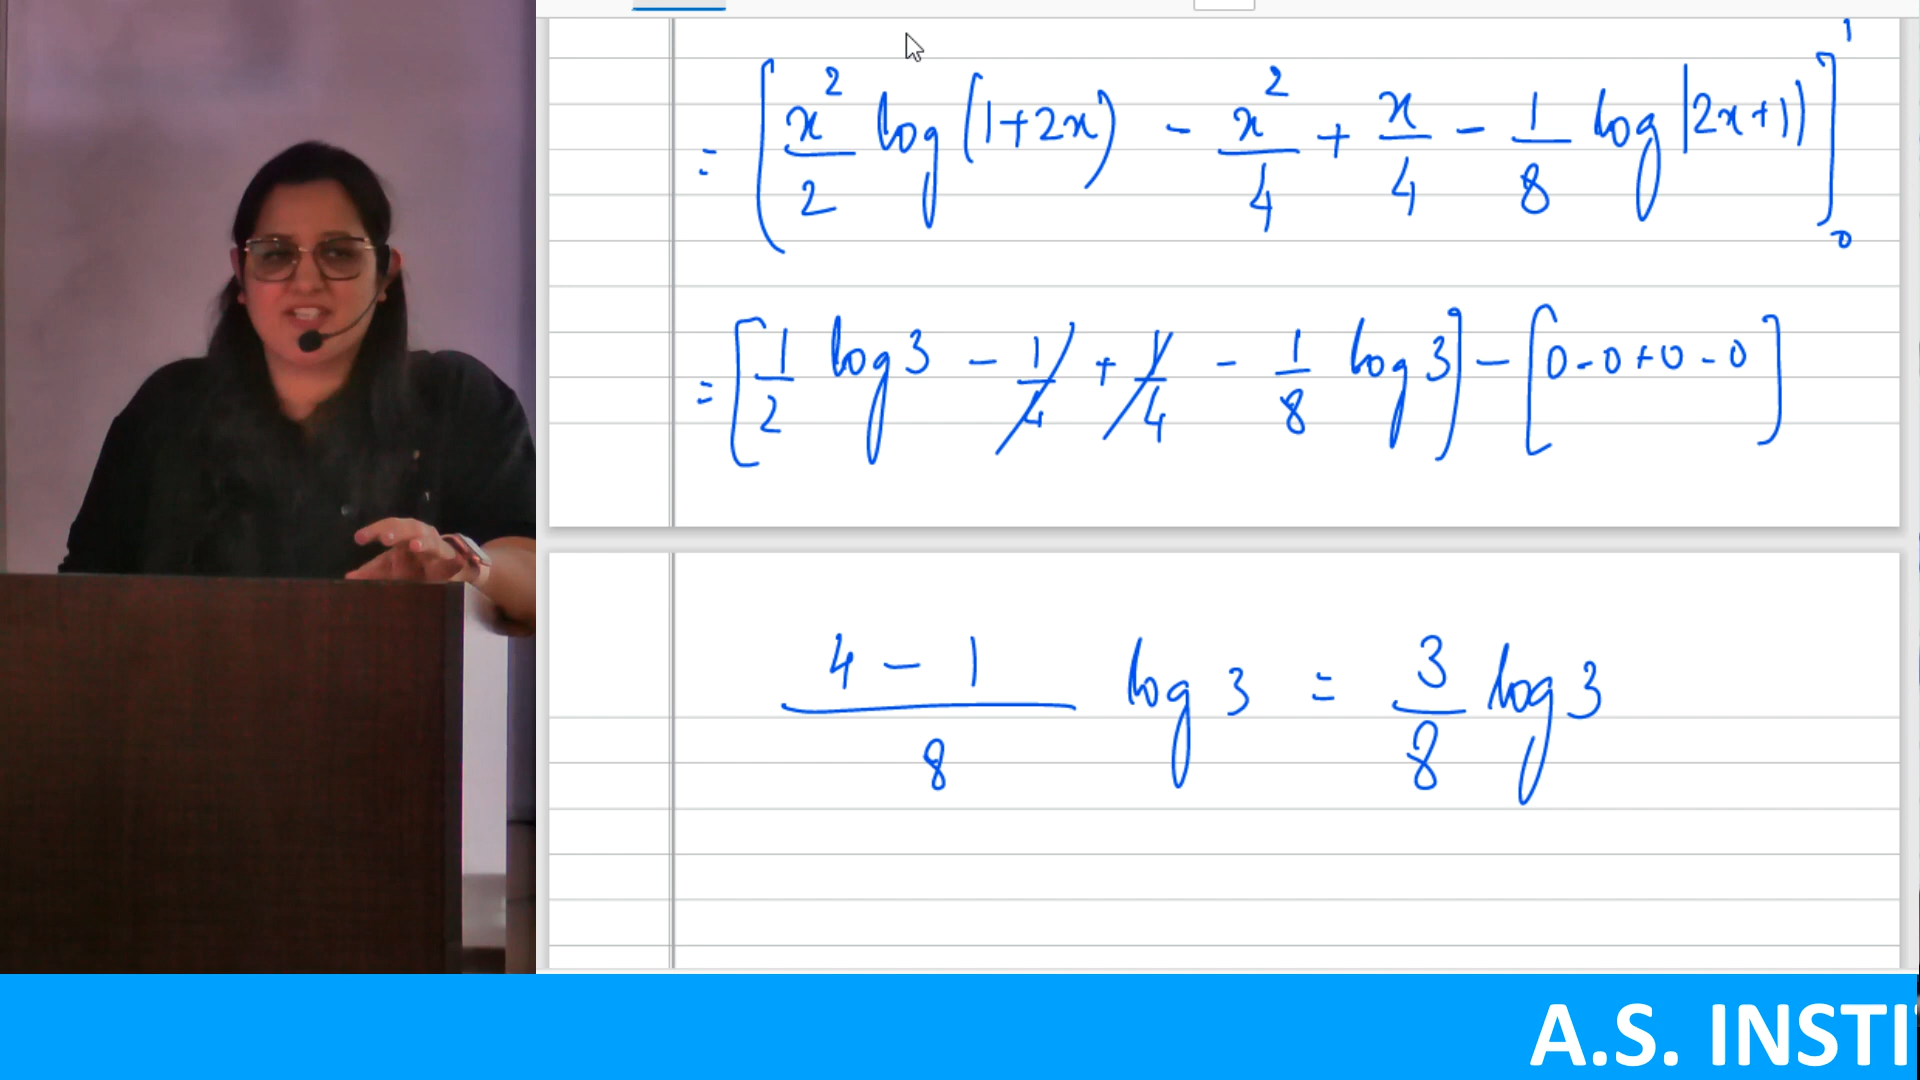 = [x²/2 log(1+2x) - x²/4 + x/4 - 1/8 log|2x+1|]₀¹
= [1/2 log 3 - 1/4 + 1/4 - 1/8 log 3] - [0-0+0-0]
4-1/8 log 3 = 3/8 log 3
A.S. INSTI